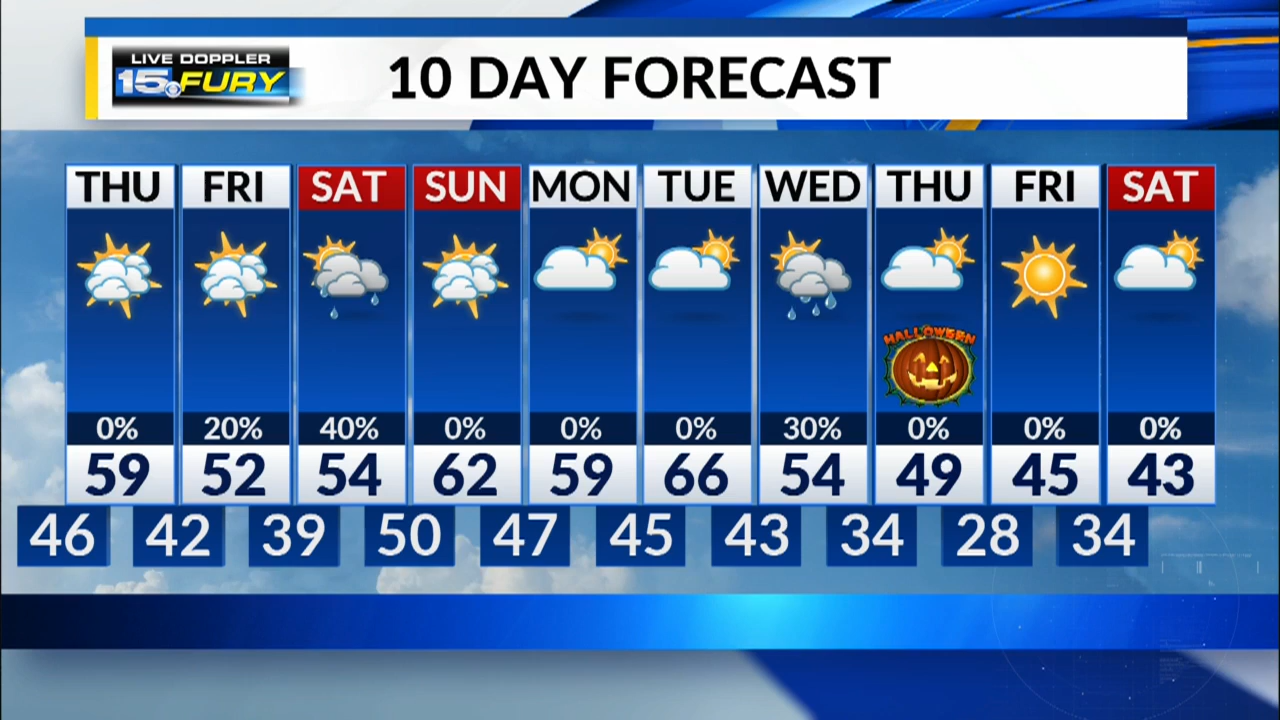 LIVE DOPPLER
15 FURY
10 DAY FORECAST
THU FRI SAT SUN MON TUE WED THU FRI SAT
HALLOWEEN
0% 20% 40% 0% 0% 0% 30% 0% 0% 0%
59 52 54 62 59 66 54 49 45 43
46 42 39 50 47 45 43 34 28 34